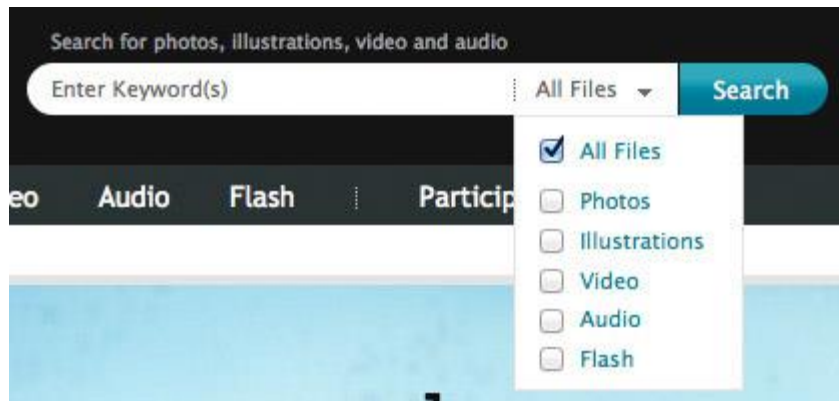 Search for photos, illustrations, video and audio
Enter Keyword(s) All Files Search
All Files
eo Audio Flash Particip
Photos
Illustrations
Video
Audio
Flash